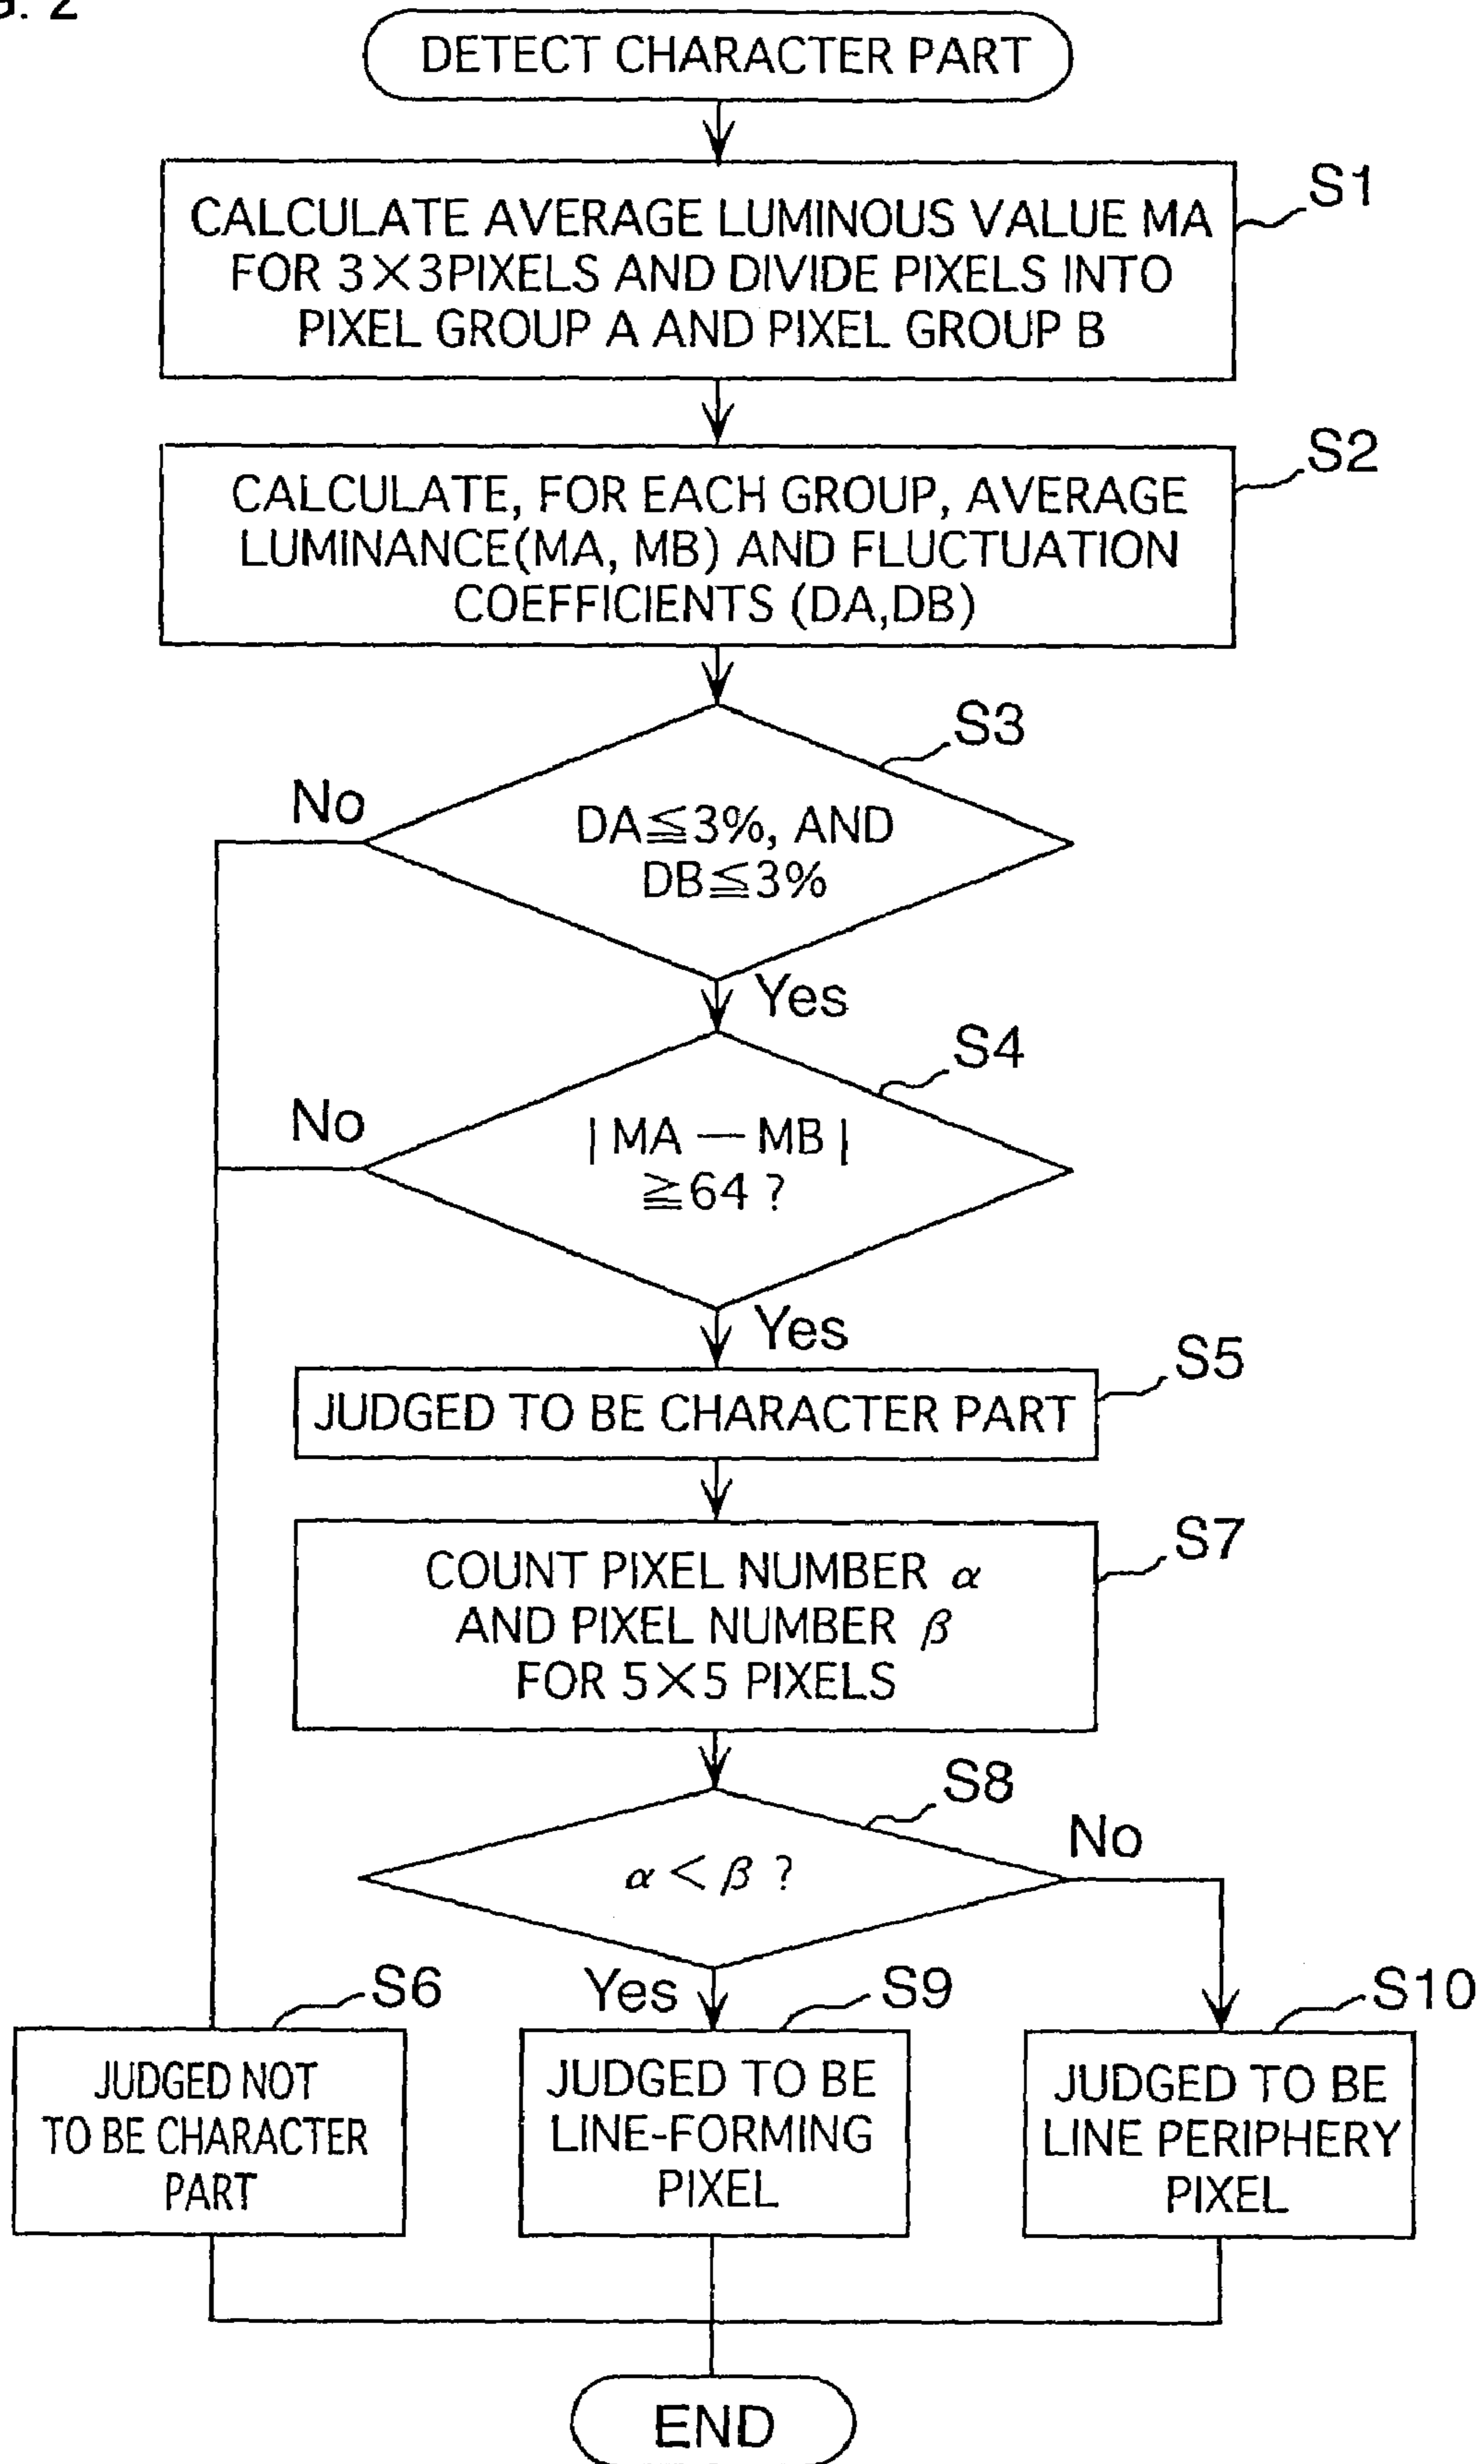 G. 2
DETECT CHARACTER PART
S1
CALCULATE AVERAGE LUMINOUS VALUE MA
FOR 3×3PIXELS AND DIVIDE PIXELS INTO
PIXEL GROUP A AND PIXEL GROUP B
S2
CALCULATE, FOR EACH GROUP, AVERAGE
LUMINANCE(MA, MB) AND FLUCTUATION
COEFFICIENTS (DA,DB)
S3
No
DA≦3%, AND
DB≦3%
Yes
S4
No
|MA — MB|
≧64 ?
Yes
S5
JUDGED TO BE CHARACTER PART
S7
COUNT PIXEL NUMBER α
AND PIXEL NUMBER β
FOR 5×5 PIXELS
S8
No
α < β ?
S6
Yes
S9
S10
JUDGED NOT
TO BE CHARACTER
PART
JUDGED TO BE
LINE-FORMING
PIXEL
JUDGED TO BE
LINE PERIPHERY
PIXEL
END